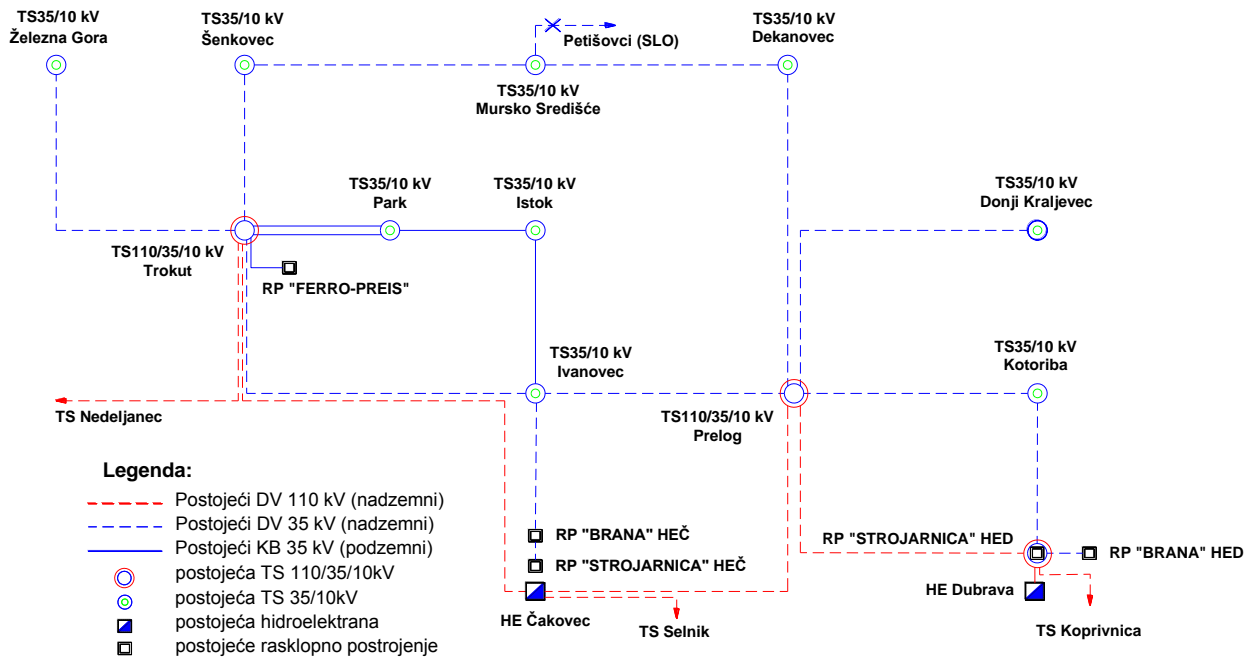 TS35/10 kV
Železna Gora
TS35/10 kV
Šenkovec
Petišovci (SLO)
TS35/10 kV
Dekanovec
TS35/10 kV
Mursko Središće
TS35/10 kV
Park
TS35/10 kV
Istok
TS35/10 kV
Donji Kraljevec
TS110/35/10 kV
Trokut
RP "FERRO-PREIS"
TS35/10 kV
Ivanovec
TS35/10 kV
Kotoriba
TS Nedeljanec
TS110/35/10 kV
Prelog
Legenda:
Postojeći DV 110 kV (nadzemni)
Postojeći DV 35 kV (nadzemni)
Postojeći KB 35 kV (podzemni)
postojeća TS 110/35/10kV
postojeća TS 35/10kV
postojeća hidroelektrana
postojeće rasklopno postrojenje
RP "BRANA" HEČ
RP "STROJARNICA" HEČ
HE Čakovec
TS Selnik
RP "STROJARNICA" HED
RP "BRANA" HED
HE Dubrava
TS Koprivnica